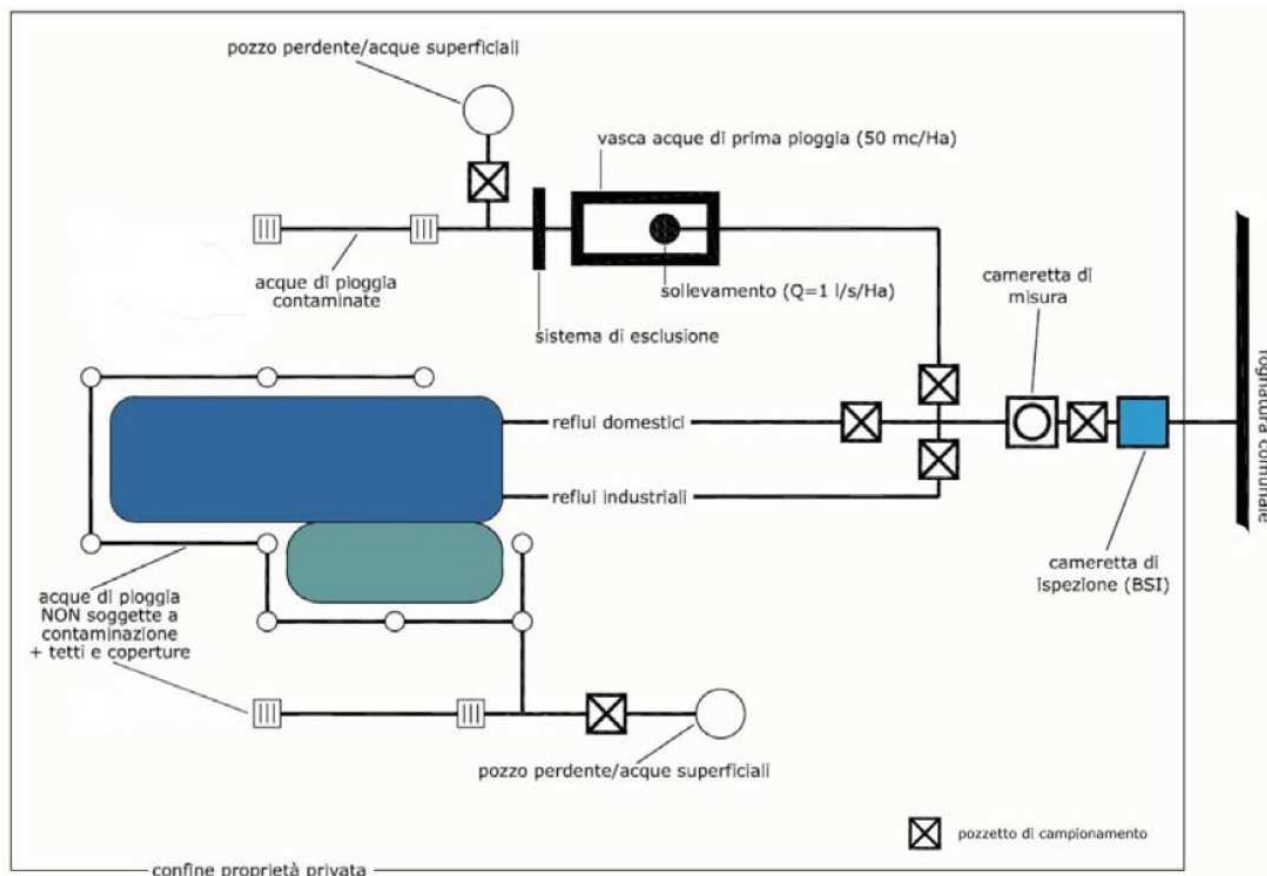 pozzo perdente/acque superficiali
vasca acque di prima pioggia (50 mc/Ha)
acque di pioggia
contaminate
sollevamento (Q=1 l/s/Ha)
sistema di esclusione
cameretta di
misura
fognatura comunale
reflui domestici
reflui industriali
cameretta di
ispezione (BSI)
acque di pioggia
NON soggette a
contaminazione
+ tetti e coperture
pozzo perdente/acque superficiali
pozzetto di campionamento
confine proprietà privata